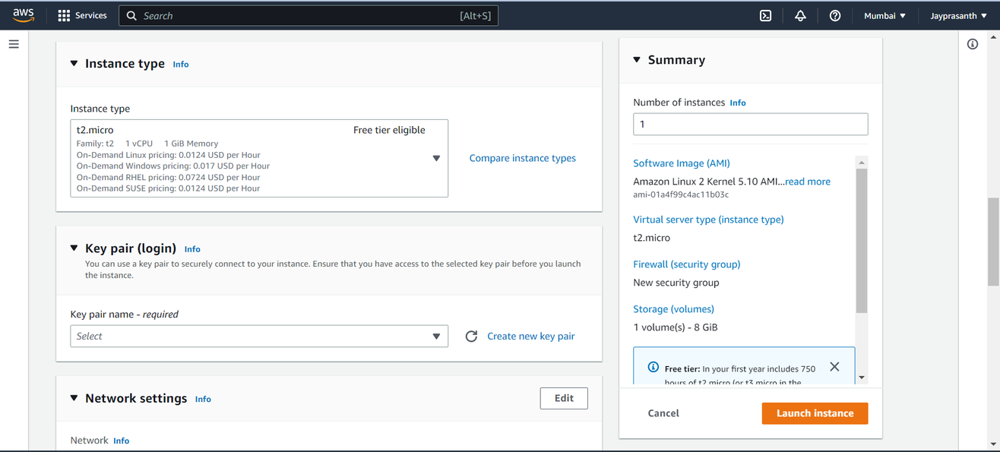 aws
Services
Search
[Alt+S]
Mumbai
Jayprasanth
Instance type Info
Instance type
t2.micro
Free tier eligible
Family: t2 1 vCPU 1 GiB Memory
On-Demand Linux pricing: 0.0124 USD per Hour
On-Demand Windows pricing: 0.017 USD per Hour
On-Demand RHEL pricing: 0.0724 USD per Hour
On-Demand SUSE pricing: 0.0124 USD per Hour
Compare instance types
Key pair (login) Info
You can use a key pair to securely connect to your instance. Ensure that you have access to the selected key pair before you launch
the instance.
Key pair name - required
Select
Create new key pair
Network settings Info
Edit
Network Info
Summary
Number of instances Info
1
Software Image (AMI)
Amazon Linux 2 Kernel 5.10 AMI...read more
ami-01a4f99c4ac11b03c
Virtual server type (instance type)
t2.micro
Firewall (security group)
New security group
Storage (volumes)
1 volume(s) - 8 GiB
Free tier: In your first year includes 750
hours of t2.micro (or t3.micro in the
Cancel
Launch instance